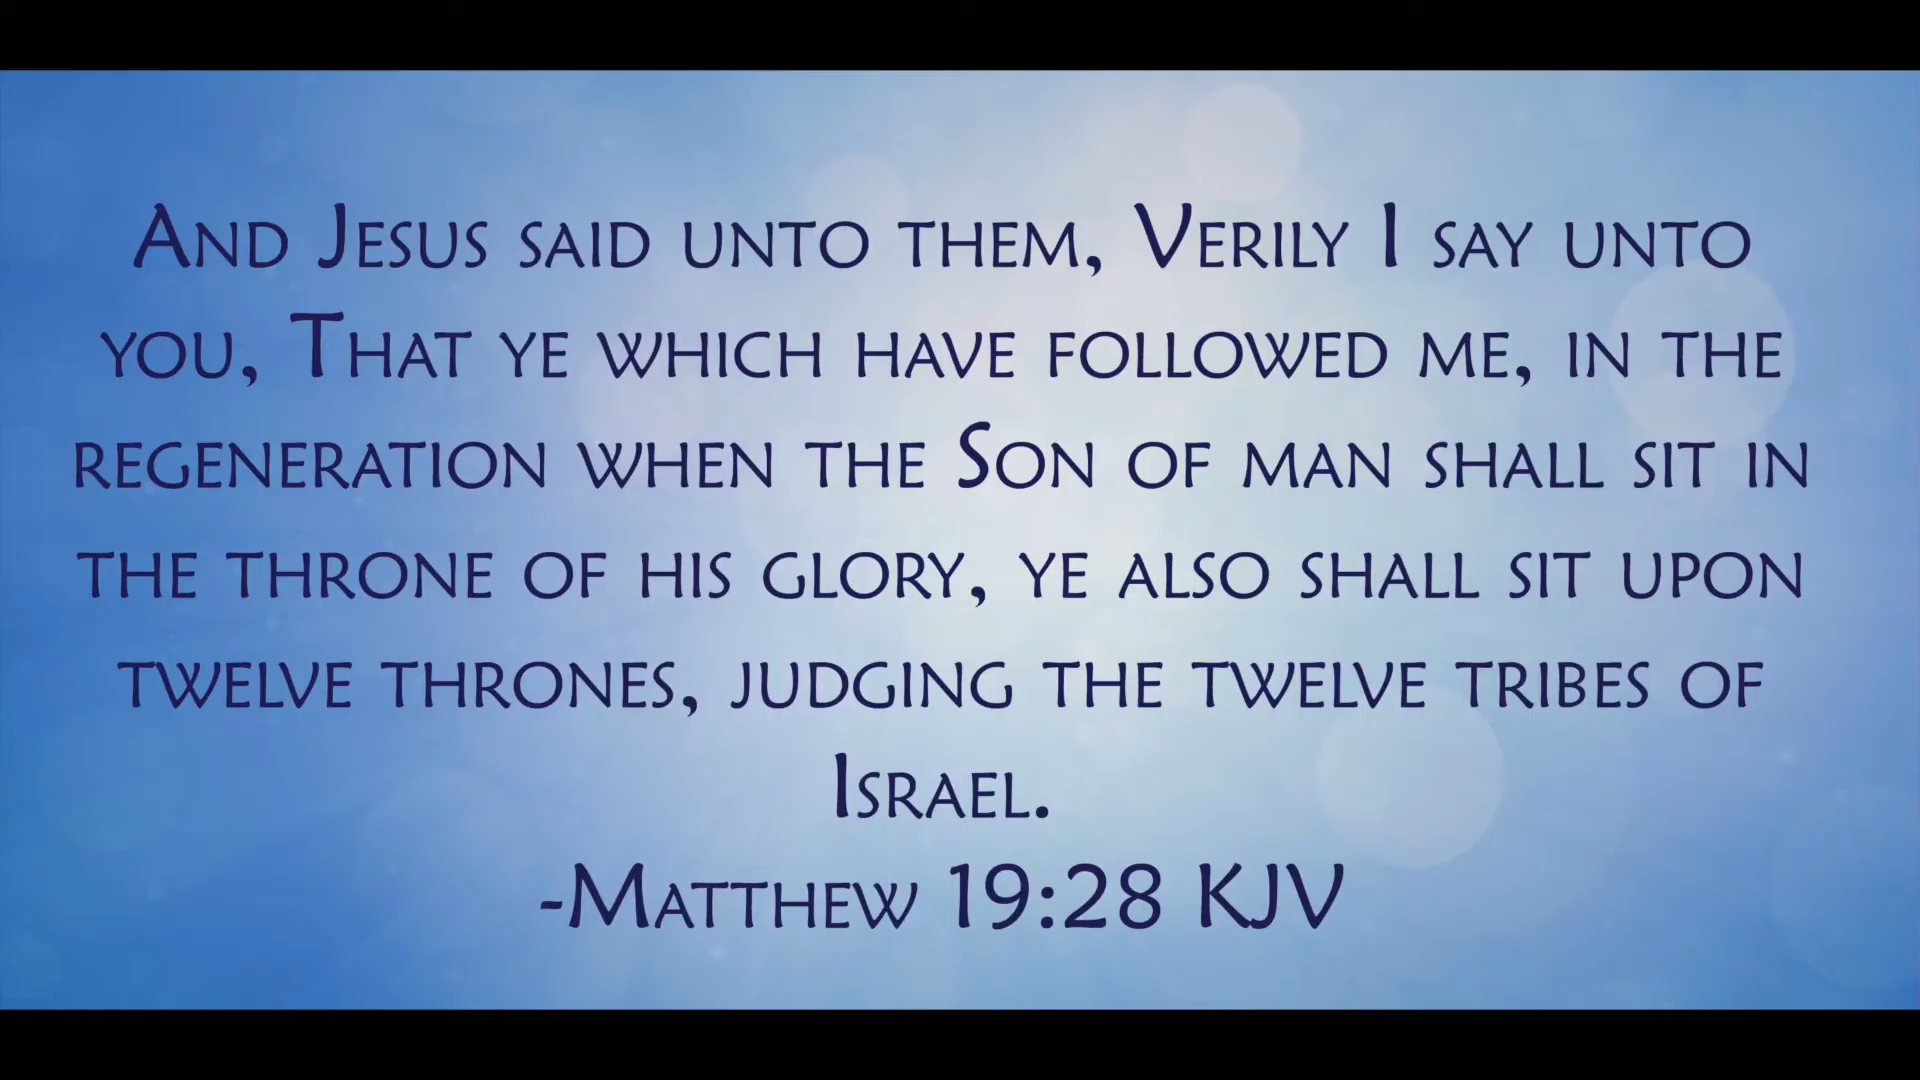 And Jesus said unto them, Verily I say unto
you, That ye which have followed me, in the
regeneration when the Son of man shall sit in
the throne of his glory, ye also shall sit upon
twelve thrones, judging the twelve tribes of
Israel.
-Matthew 19:28 KJV